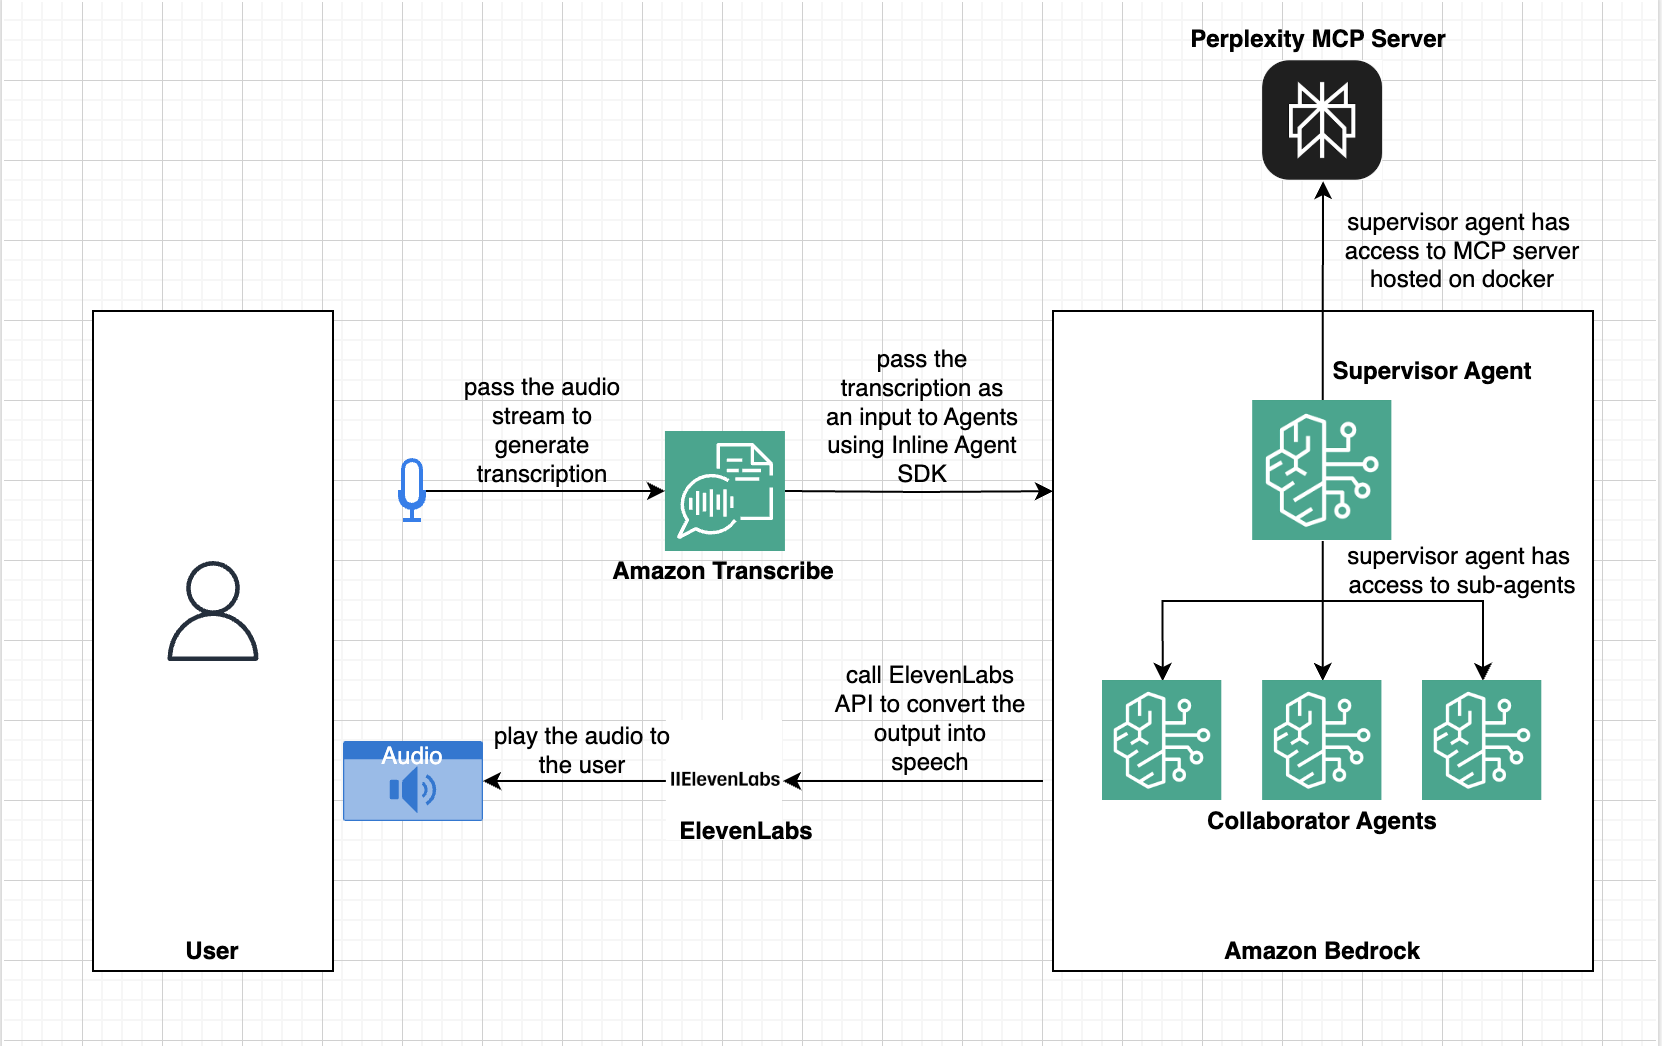 Perplexity MCP Server
supervisor agent has
access to MCP server
hosted on docker
pass the audio
stream to
generate
transcription
Amazon Transcribe
pass the
transcription as
an input to Agents
using Inline Agent
SDK
Supervisor Agent
supervisor agent has
access to sub-agents
Collaborator Agents
Amazon Bedrock
call ElevenLabs
API to convert the
output into
speech
IIElevenLabs
ElevenLabs
play the audio to
the user
Audio
User